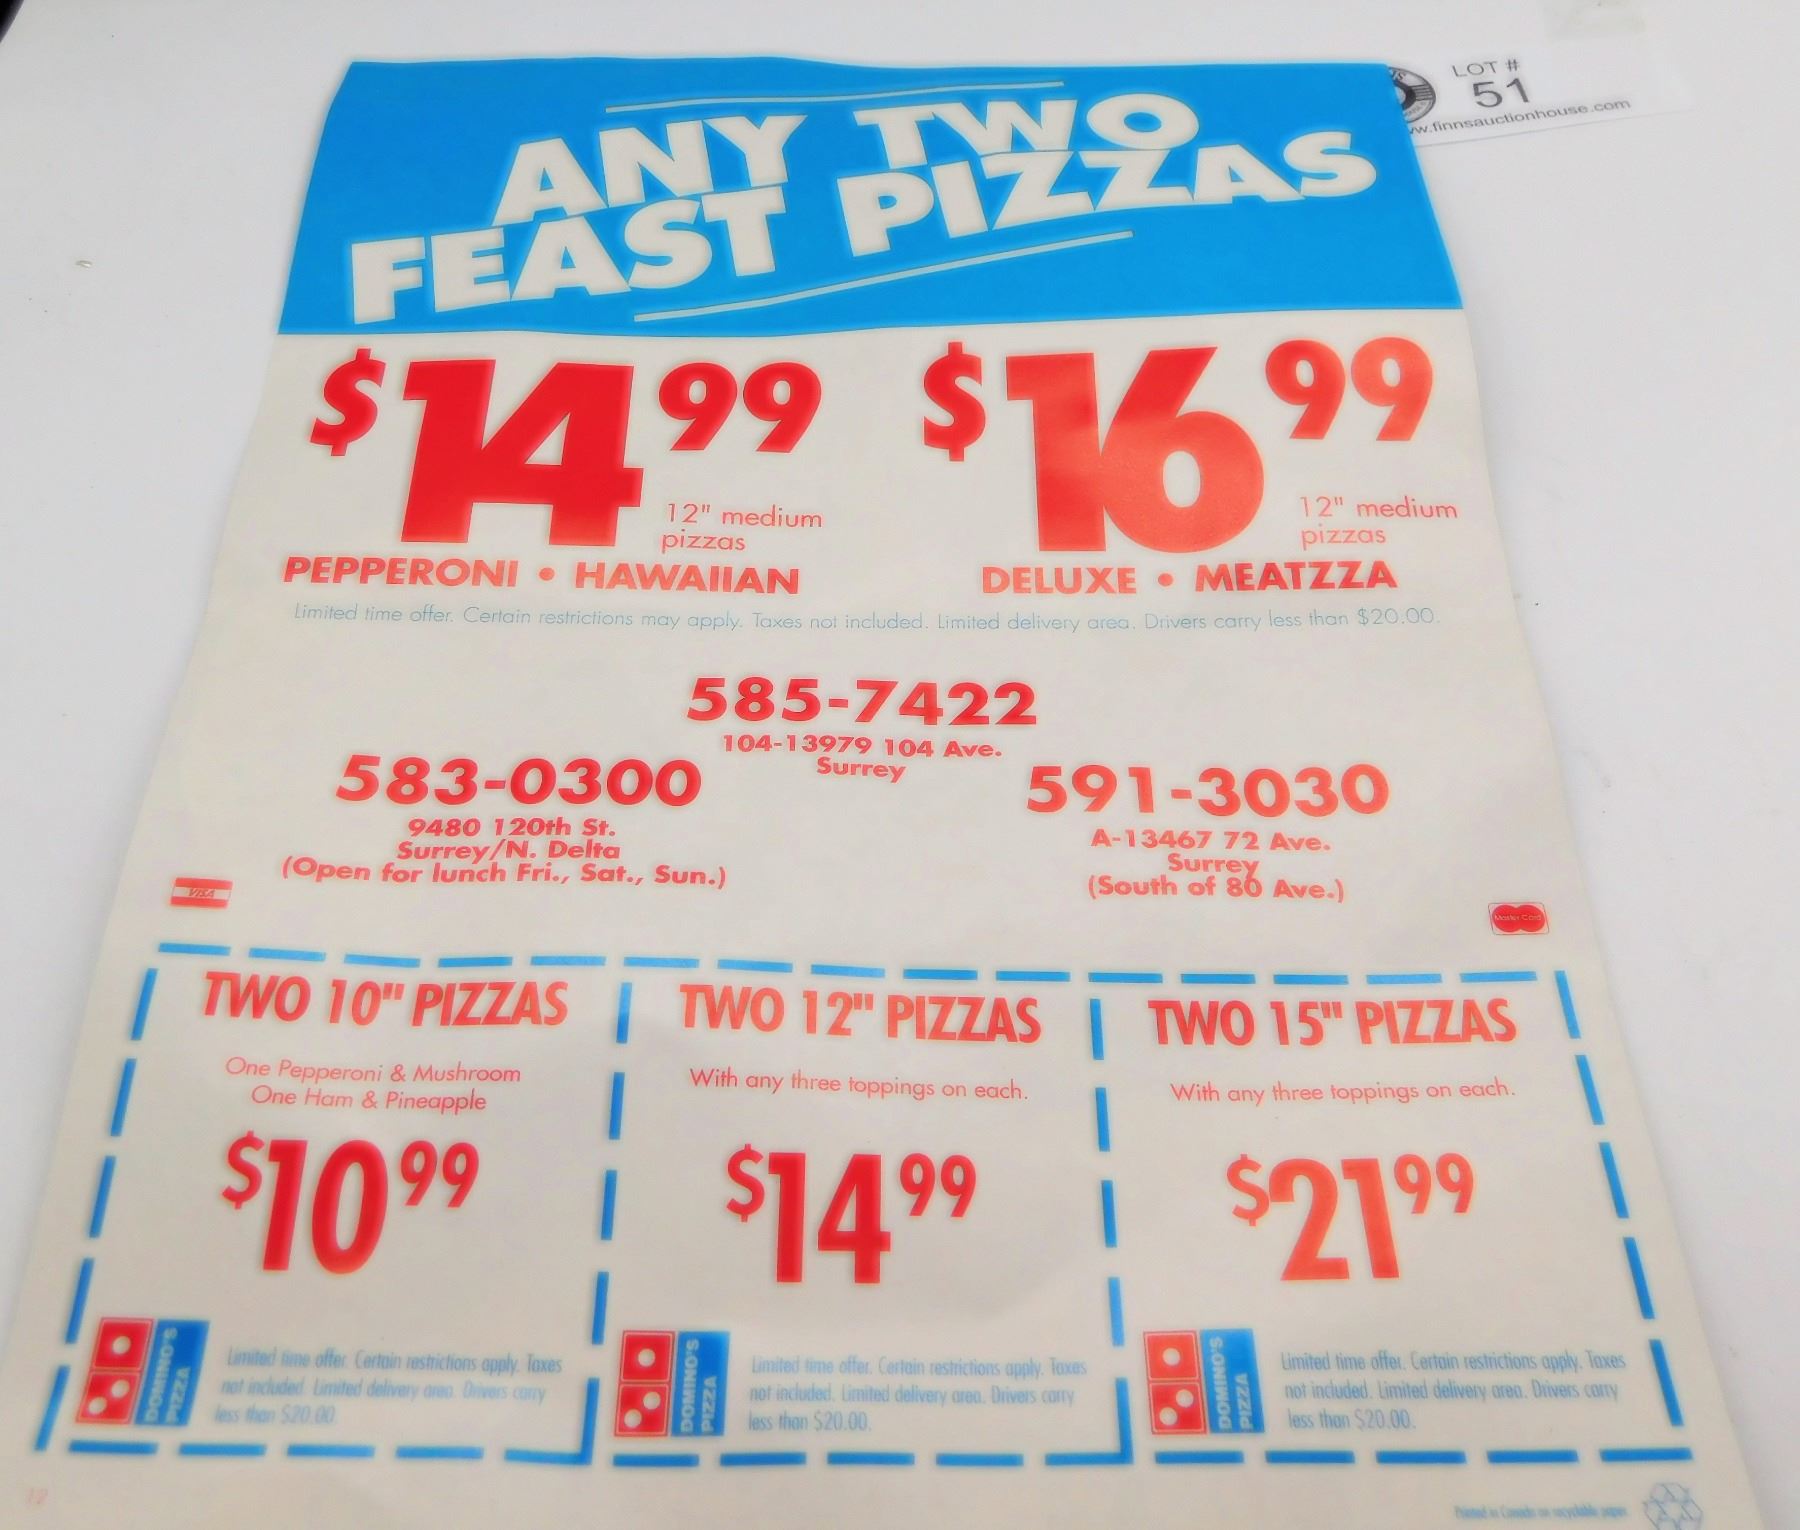 LOT #
51
w.finnsauctionhouse.com
ANY TWO
FEAST PIZZAS
$14 99
12" medium
pizzas
PEPPERONI • HAWAIIAN
$16 99
12" medium
pizzas
DELUXE • MEATZZA
Limited time offer. Certain restrictions may apply. Taxes not included. Limited delivery area. Drivers carry less than $20.00.
585-7422
104-13979 104 Ave.
Surrey
583-0300
9480 120th St.
Surrey/N. Delta
(Open for lunch Fri., Sat., Sun.)
591-3030
A-13467 72 Ave.
Surrey
(South of 80 Ave.)
VISA
MasterCard
TWO 10" PIZZAS
One Pepperoni & Mushroom
One Ham & Pineapple
$10 99
DOMINO'S
PIZZA
Limited time offer. Certain restrictions apply. Taxes
not included. Limited delivery area. Drivers carry
less than $20.00.
TWO 12" PIZZAS
With any three toppings on each.
$14 99
DOMINO'S
PIZZA
Limited time offer. Certain restrictions apply. Taxes
not included. Limited delivery area. Drivers carry
less than $20.00.
TWO 15" PIZZAS
With any three toppings on each.
$21 99
DOMINO'S
PIZZA
Limited time offer. Certain restrictions apply. Taxes
not included. Limited delivery area. Drivers carry
less than $20.00.
12
Printed in Canada on recyclable paper